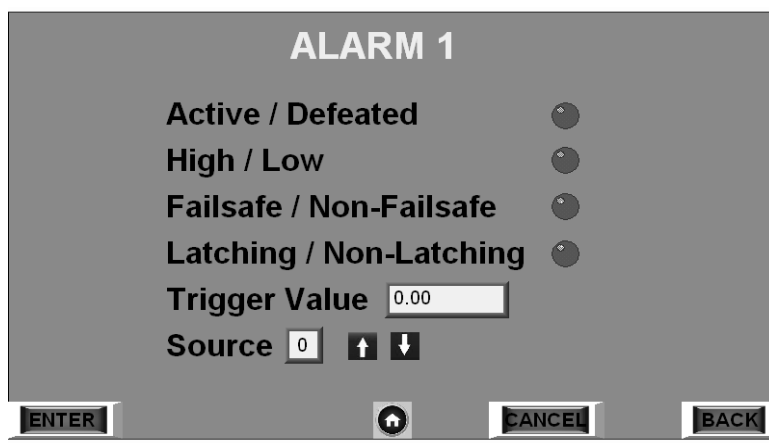 ALARM 1
Active / Defeated
High / Low
Failsafe / Non-Failsafe
Latching / Non-Latching
Trigger Value 0.00
Source 0
ENTER CANCEL BACK